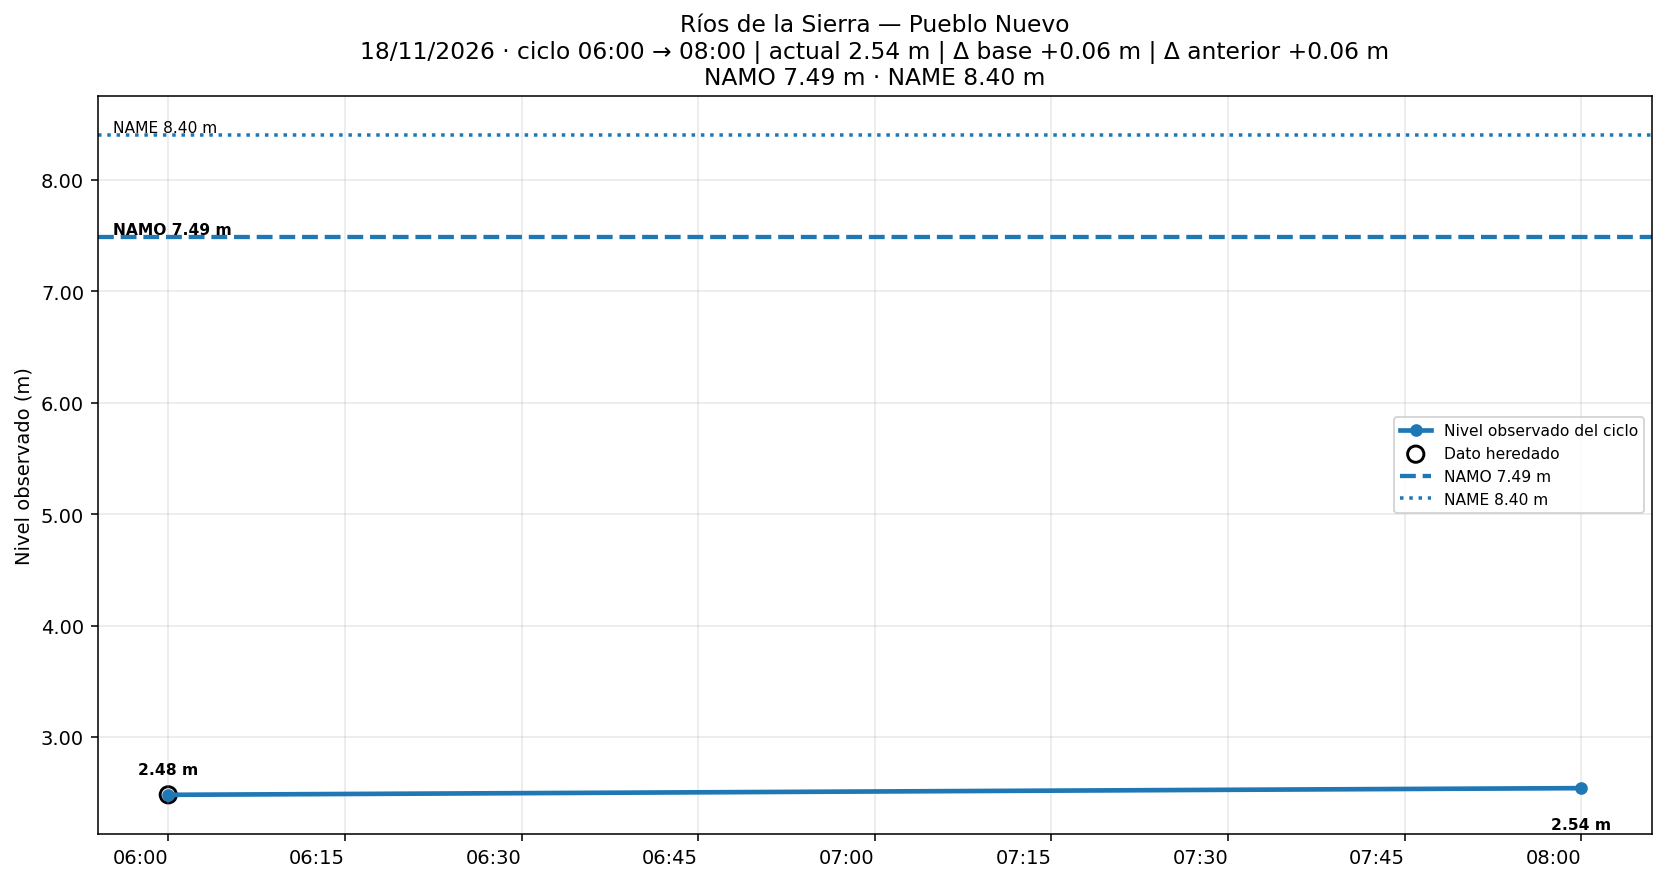 Ríos de la Sierra — Pueblo Nuevo
18/11/2026 · ciclo 06:00 → 08:00 | actual 2.54 m | Δ base +0.06 m | Δ anterior +0.06 m
NAMO 7.49 m · NAME 8.40 m
NAME 8.40 m
8.00
NAMO 7.49 m
7.00
6.00
5.00
4.00
3.00
Nivel observado (m)
Nivel observado del ciclo
Dato heredado
NAMO 7.49 m
NAME 8.40 m
2.48 m
2.54 m
06:00 06:15 06:30 06:45 07:00 07:15 07:30 07:45 08:00